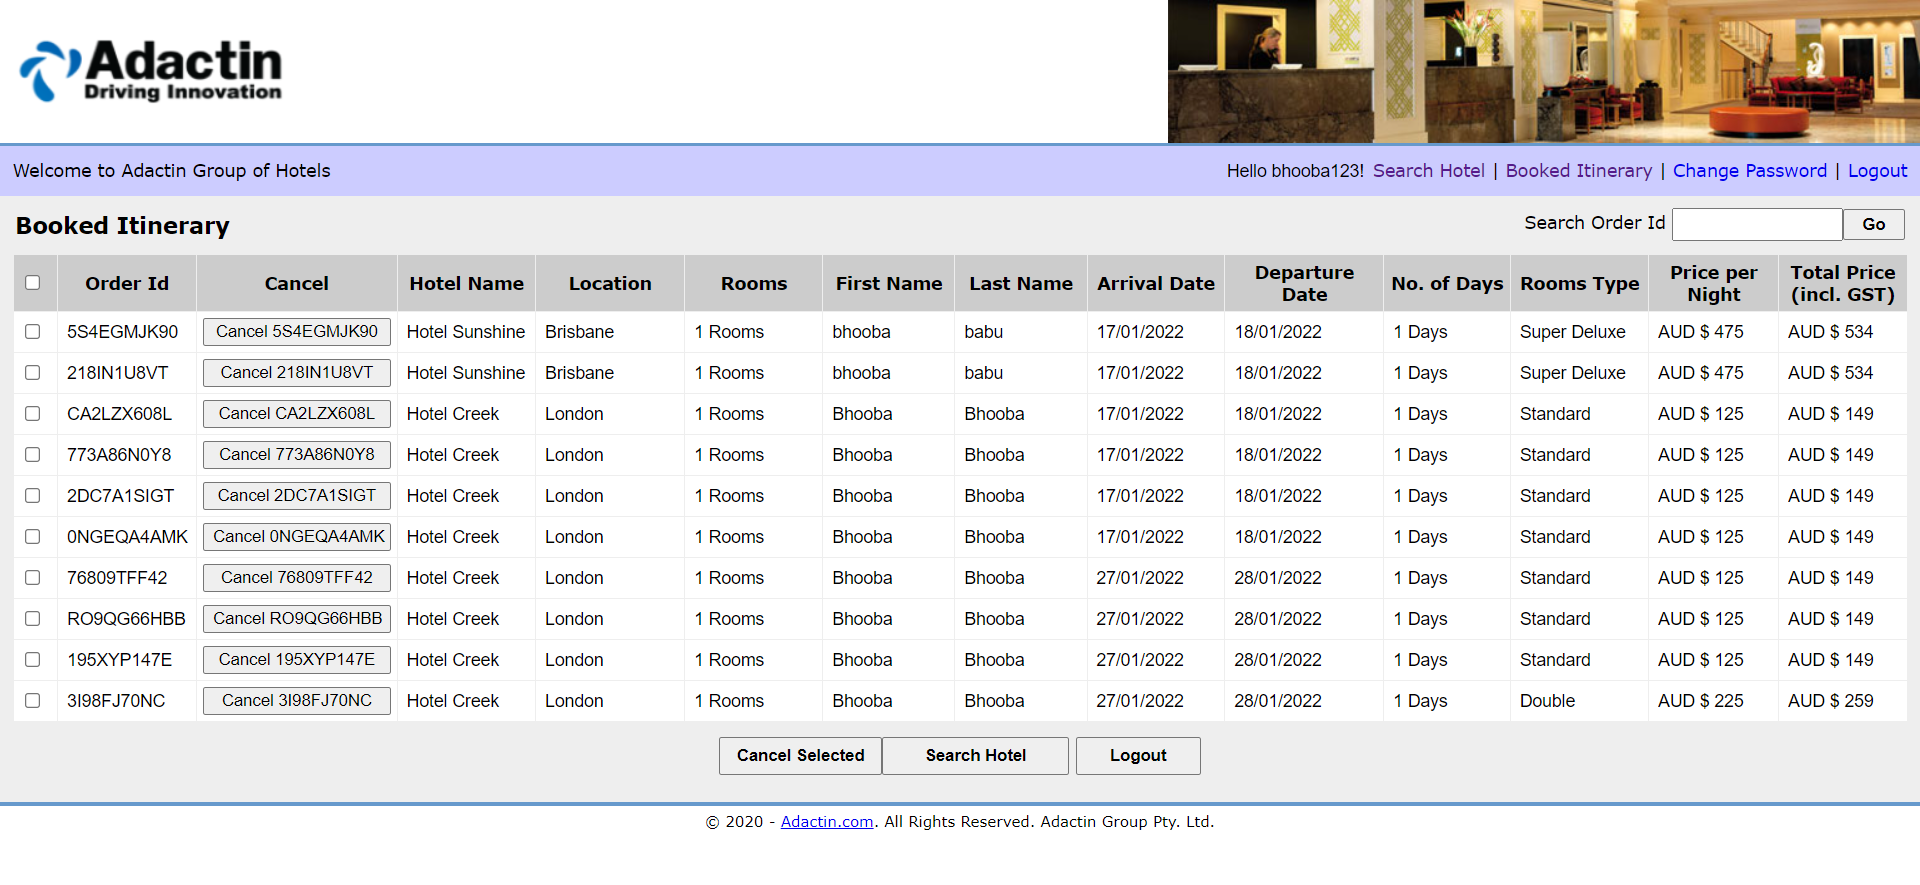 Adactin
Driving Innovation
Welcome to Adactin Group of Hotels
Hello bhooba123! Search Hotel | Booked Itinerary | Change Password | Logout
Booked Itinerary
Search Order Id Go
Order Id Cancel Hotel Name Location Rooms First Name Last Name Arrival Date Departure Date No. of Days Rooms Type Price per Night Total Price (incl. GST)
5S4EGMJK90 Cancel 5S4EGMJK90 Hotel Sunshine Brisbane 1 Rooms bhooba babu 17/01/2022 18/01/2022 1 Days Super Deluxe AUD $ 475 AUD $ 534
218IN1U8VT Cancel 218IN1U8VT Hotel Sunshine Brisbane 1 Rooms bhooba babu 17/01/2022 18/01/2022 1 Days Super Deluxe AUD $ 475 AUD $ 534
CA2LZX608L Cancel CA2LZX608L Hotel Creek London 1 Rooms Bhooba Bhooba 17/01/2022 18/01/2022 1 Days Standard AUD $ 125 AUD $ 149
773A86N0Y8 Cancel 773A86N0Y8 Hotel Creek London 1 Rooms Bhooba Bhooba 17/01/2022 18/01/2022 1 Days Standard AUD $ 125 AUD $ 149
2DC7A1SIGT Cancel 2DC7A1SIGT Hotel Creek London 1 Rooms Bhooba Bhooba 17/01/2022 18/01/2022 1 Days Standard AUD $ 125 AUD $ 149
0NGEQA4AMK Cancel 0NGEQA4AMK Hotel Creek London 1 Rooms Bhooba Bhooba 17/01/2022 18/01/2022 1 Days Standard AUD $ 125 AUD $ 149
76809TFF42 Cancel 76809TFF42 Hotel Creek London 1 Rooms Bhooba Bhooba 27/01/2022 28/01/2022 1 Days Standard AUD $ 125 AUD $ 149
RO9QG66HBB Cancel RO9QG66HBB Hotel Creek London 1 Rooms Bhooba Bhooba 27/01/2022 28/01/2022 1 Days Standard AUD $ 125 AUD $ 149
195XYP147E Cancel 195XYP147E Hotel Creek London 1 Rooms Bhooba Bhooba 27/01/2022 28/01/2022 1 Days Standard AUD $ 125 AUD $ 149
3I98FJ70NC Cancel 3I98FJ70NC Hotel Creek London 1 Rooms Bhooba Bhooba 27/01/2022 28/01/2022 1 Days Double AUD $ 225 AUD $ 259
Cancel Selected Search Hotel Logout
© 2020 - Adactin.com. All Rights Reserved. Adactin Group Pty. Ltd.